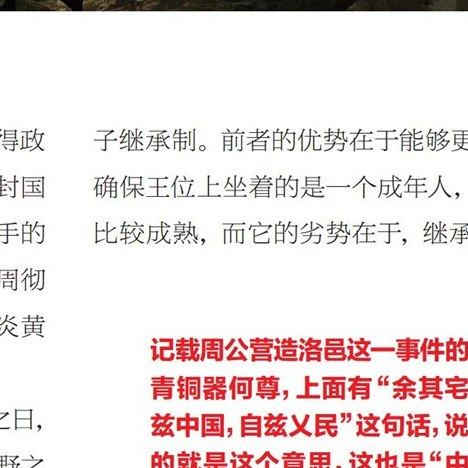 得政
封国
手的
周彻
炎黄
之日，
野之
子继承制。前者的优势在于能够更
确保王位上坐着的是一个成年人，
比较成熟，而它的劣势在于，继承
记载周公营造洛邑这一事件的
青铜器何尊，上面有“余其宅
兹中国，自兹乂民”这句话，说
的就是这个意思，这也是“中